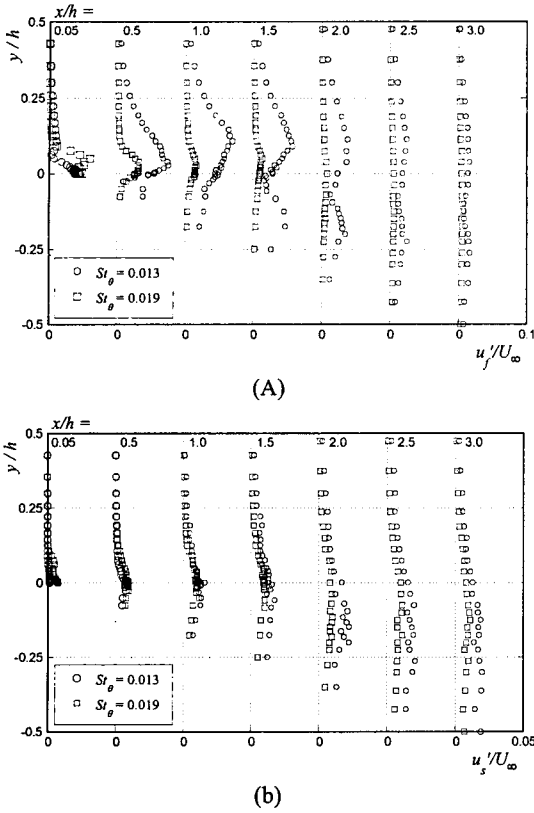 x/h =
0.05 0.5 1.0 1.5 2.0 2.5 3.0
y / h
0.5
0.25
0
-0.25
-0.5
○ St_θ = 0.013
□ St_θ = 0.019
0 0 0 0 0 0 0 0.1
u_f'/U_∞
(A)
x/h =
0.05 0.5 1.0 1.5 2.0 2.5 3.0
y / h
0.5
0.25
0
-0.25
-0.5
○ St_θ = 0.013
□ St_θ = 0.019
0 0 0 0 0 0 0 0.05
u_s'/U_∞
(b)